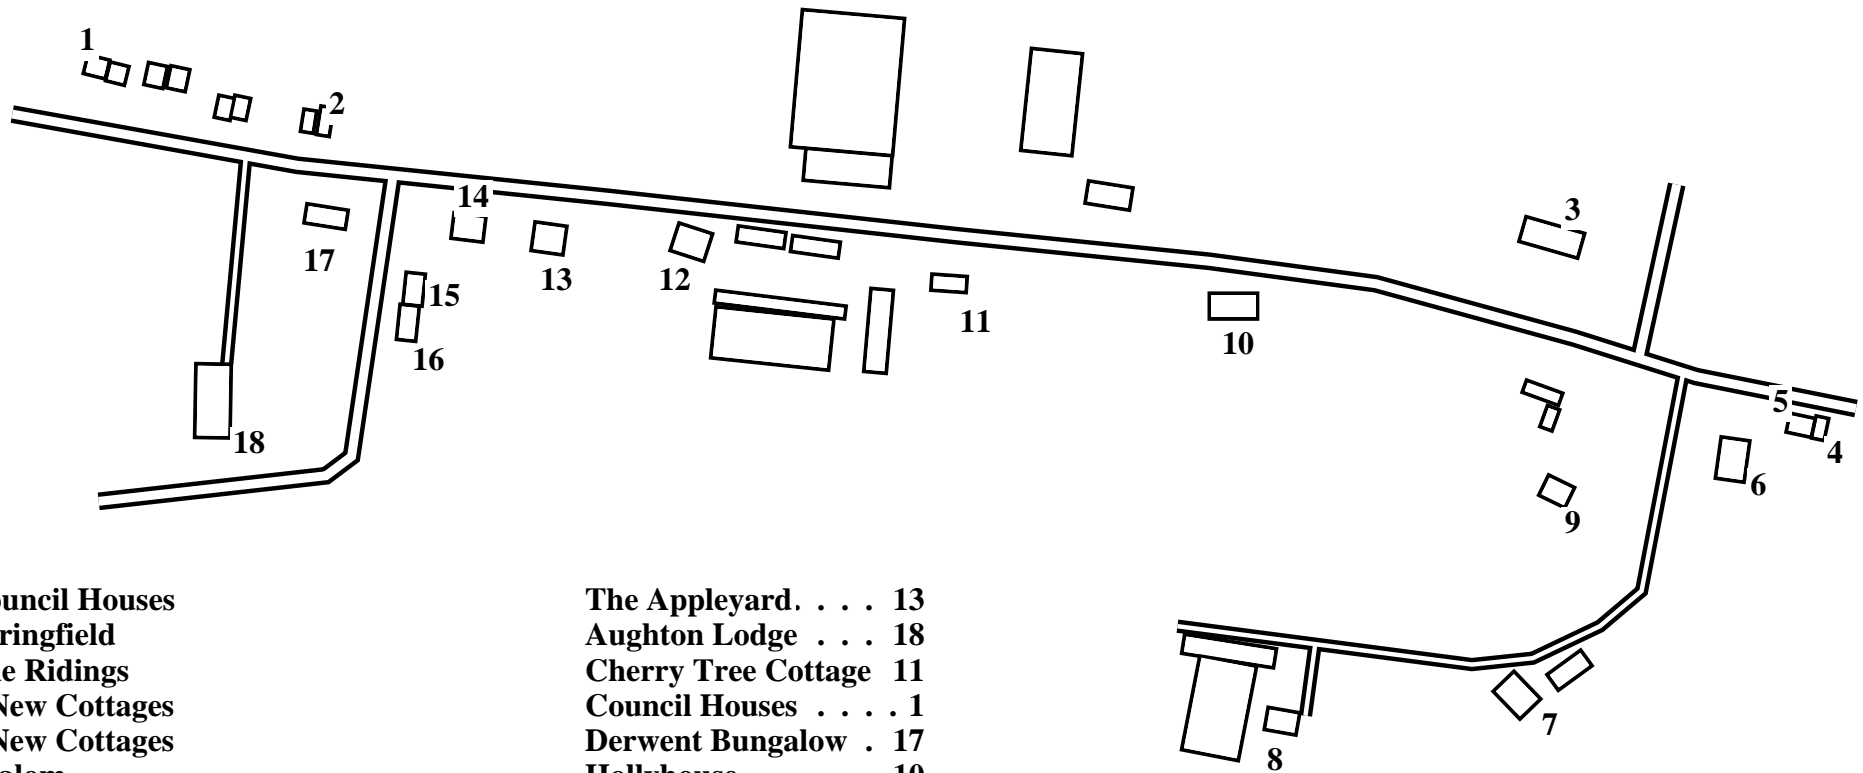 1
2
3
14
17
13
12
15
16
11
10
18
5
4
6
9
7
8
ouncil Houses
ringfield
e Ridings
New Cottages
New Cottages
The Appleyard. . . . 13
Aughton Lodge . . . 18
Cherry Tree Cottage 11
Council Houses . . . . 1
Derwent Bungalow . 17